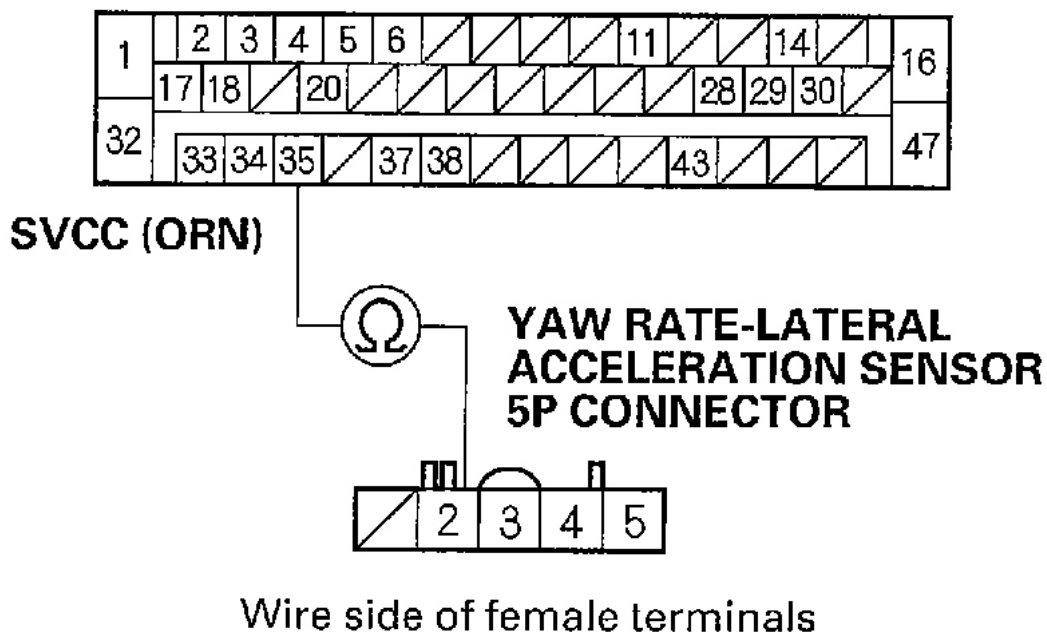 1 2 3 4 5 6 11 14 16
17 18 20 28 29 30
32 33 34 35 37 38 43 47
SVCC (ORN)
Ω
YAW RATE-LATERAL
ACCELERATION SENSOR
5P CONNECTOR
2 3 4 5
Wire side of female terminals